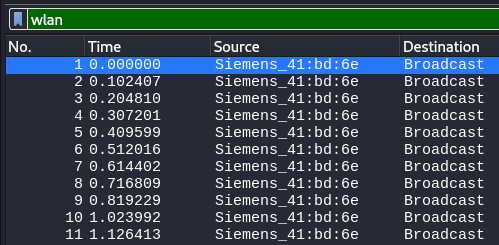 wlan
No. Time Source Destination
1 0.000000 Siemens_41:bd:6e Broadcast
2 0.102407 Siemens_41:bd:6e Broadcast
3 0.204810 Siemens_41:bd:6e Broadcast
4 0.307201 Siemens_41:bd:6e Broadcast
5 0.409599 Siemens_41:bd:6e Broadcast
6 0.512016 Siemens_41:bd:6e Broadcast
7 0.614402 Siemens_41:bd:6e Broadcast
8 0.716809 Siemens_41:bd:6e Broadcast
9 0.819229 Siemens_41:bd:6e Broadcast
10 1.023992 Siemens_41:bd:6e Broadcast
11 1.126413 Siemens_41:bd:6e Broadcast